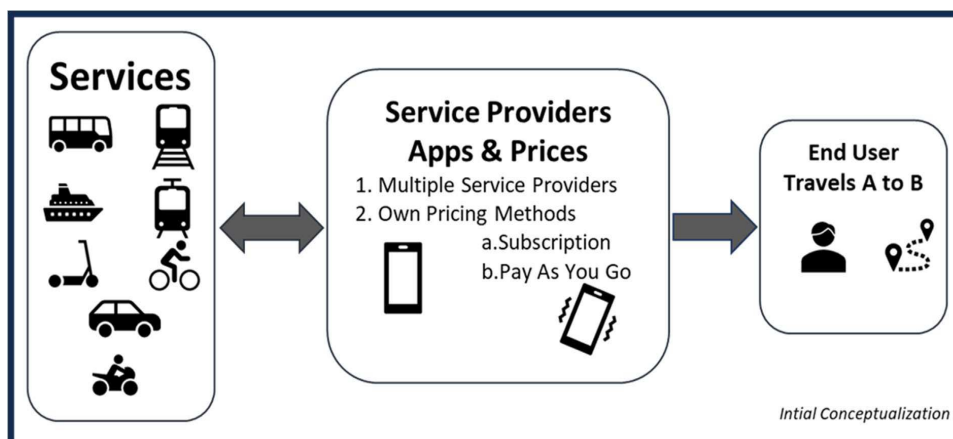 Services
Service Providers
Apps & Prices
1. Multiple Service Providers
2. Own Pricing Methods
a.Subscription
b.Pay As You Go
End User
Travels A to B
Intial Conceptualization